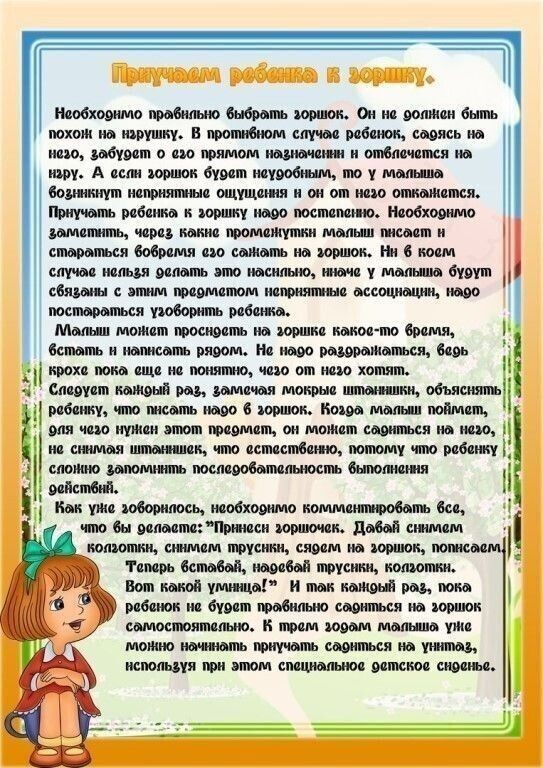 Приучаем ребенка к горшку.
Необходимо правильно выбрать горшок. Он не должен быть
похож на игрушку. В противном случае ребенок, садясь на
него, забудет о его прямом назначении и отвлечется на
игру. А если горшок будет неудобным, то у малыша
возникнут неприятные ощущения и он от него откажется.
Приучать ребенка к горшку надо постепенно. Необходимо
заметить, через какие промежутки малыш писает и
стараться вовремя его сажать на горшок. Ни в коем
случае нельзя делать это насильно, иначе у малыша будут
связаны с этим предметом неприятные ассоциации, надо
постараться уговорить ребенка.
Малыш может просидеть на горшке какое-то время,
встать и написать рядом. Не надо раздражаться, ведь
крохе пока еще не понятно, чего от него хотят.
Следует каждый раз, замечая мокрые штанишки, объяснять
ребенку, что писать надо в горшок. Когда малыш поймет,
для чего нужен этот предмет, он может садиться на него,
не снимая штанишек, что естественно, потому что ребенку
сложно запомнить последовательность выполнения
действий.
Как уже говорилось, необходимо комментировать все,
что вы делаете: "Принеси горшочек. Давай снимем
колготки, снимем трусики, сядем на горшок, пописаем.
Теперь вставай, надевай трусики, колготки.
Вот какой умница!" И так каждый раз, пока
ребенок не будет правильно садиться на горшок
самостоятельно. К трем годам малыша уже
можно начинать приучать садиться на унитаз,
используя при этом специальное детское сиденье.